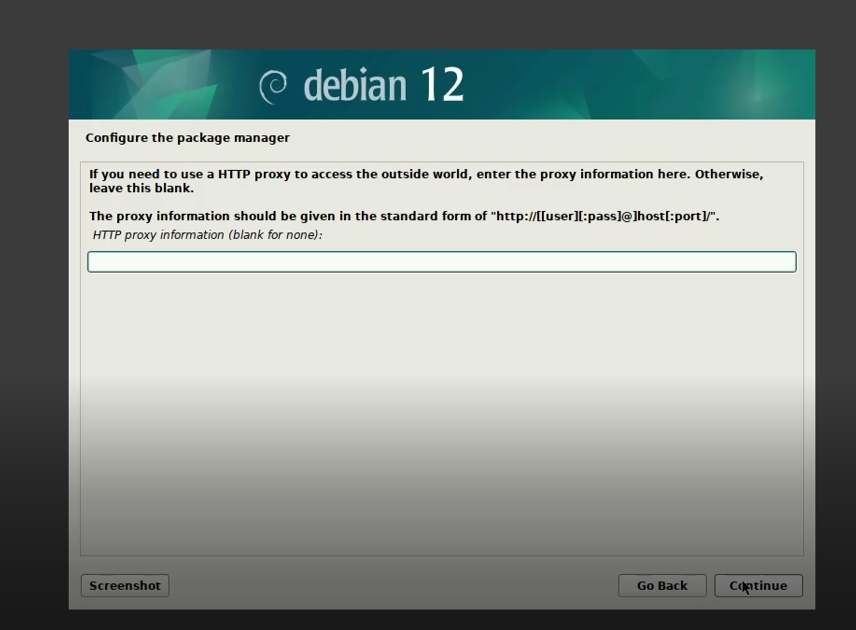 debian 12
Configure the package manager
If you need to use a HTTP proxy to access the outside world, enter the proxy information here. Otherwise,
leave this blank.
The proxy information should be given in the standard form of "http://[[user][:pass]@]host[:port]/".
HTTP proxy information (blank for none):
Screenshot
Go Back
Continue